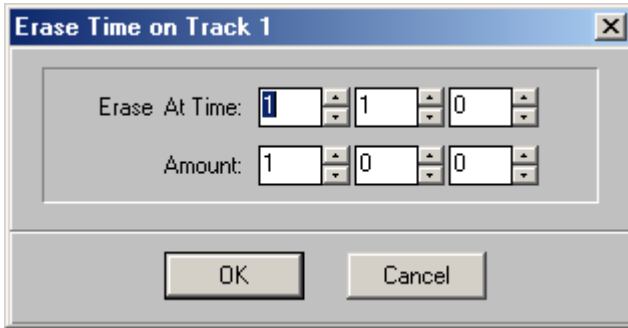 Erase Time on Track 1
Erase At Time: 1 1 0
Amount: 1 0 0
OK Cancel